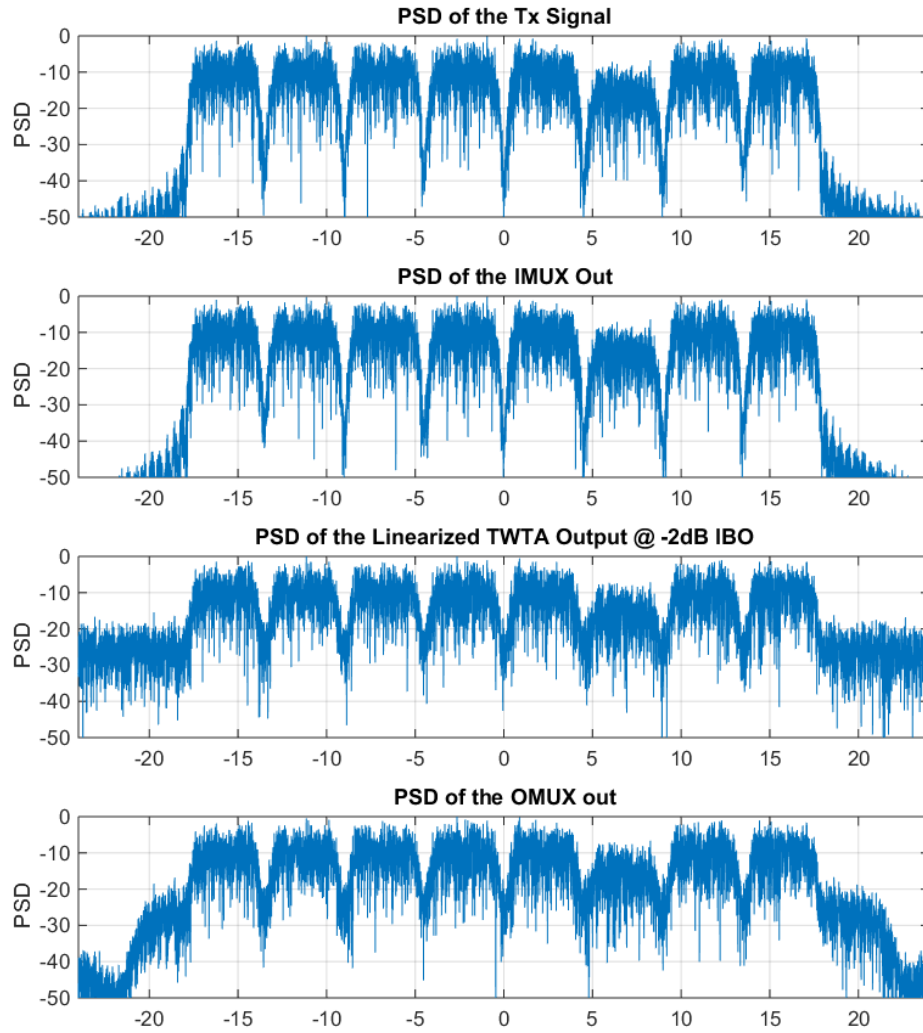 PSD of the Tx Signal
0
-10
-20
-30
-40
-50
PSD
-20 -15 -10 -5 0 5 10 15 20
PSD of the IMUX Out
0
-10
-20
-30
-40
-50
PSD
-20 -15 -10 -5 0 5 10 15 20
PSD of the Linearized TWTA Output @ -2dB IBO
0
-10
-20
-30
-40
-50
PSD
-20 -15 -10 -5 0 5 10 15 20
PSD of the OMUX out
0
-10
-20
-30
-40
-50
PSD
-20 -15 -10 -5 0 5 10 15 20